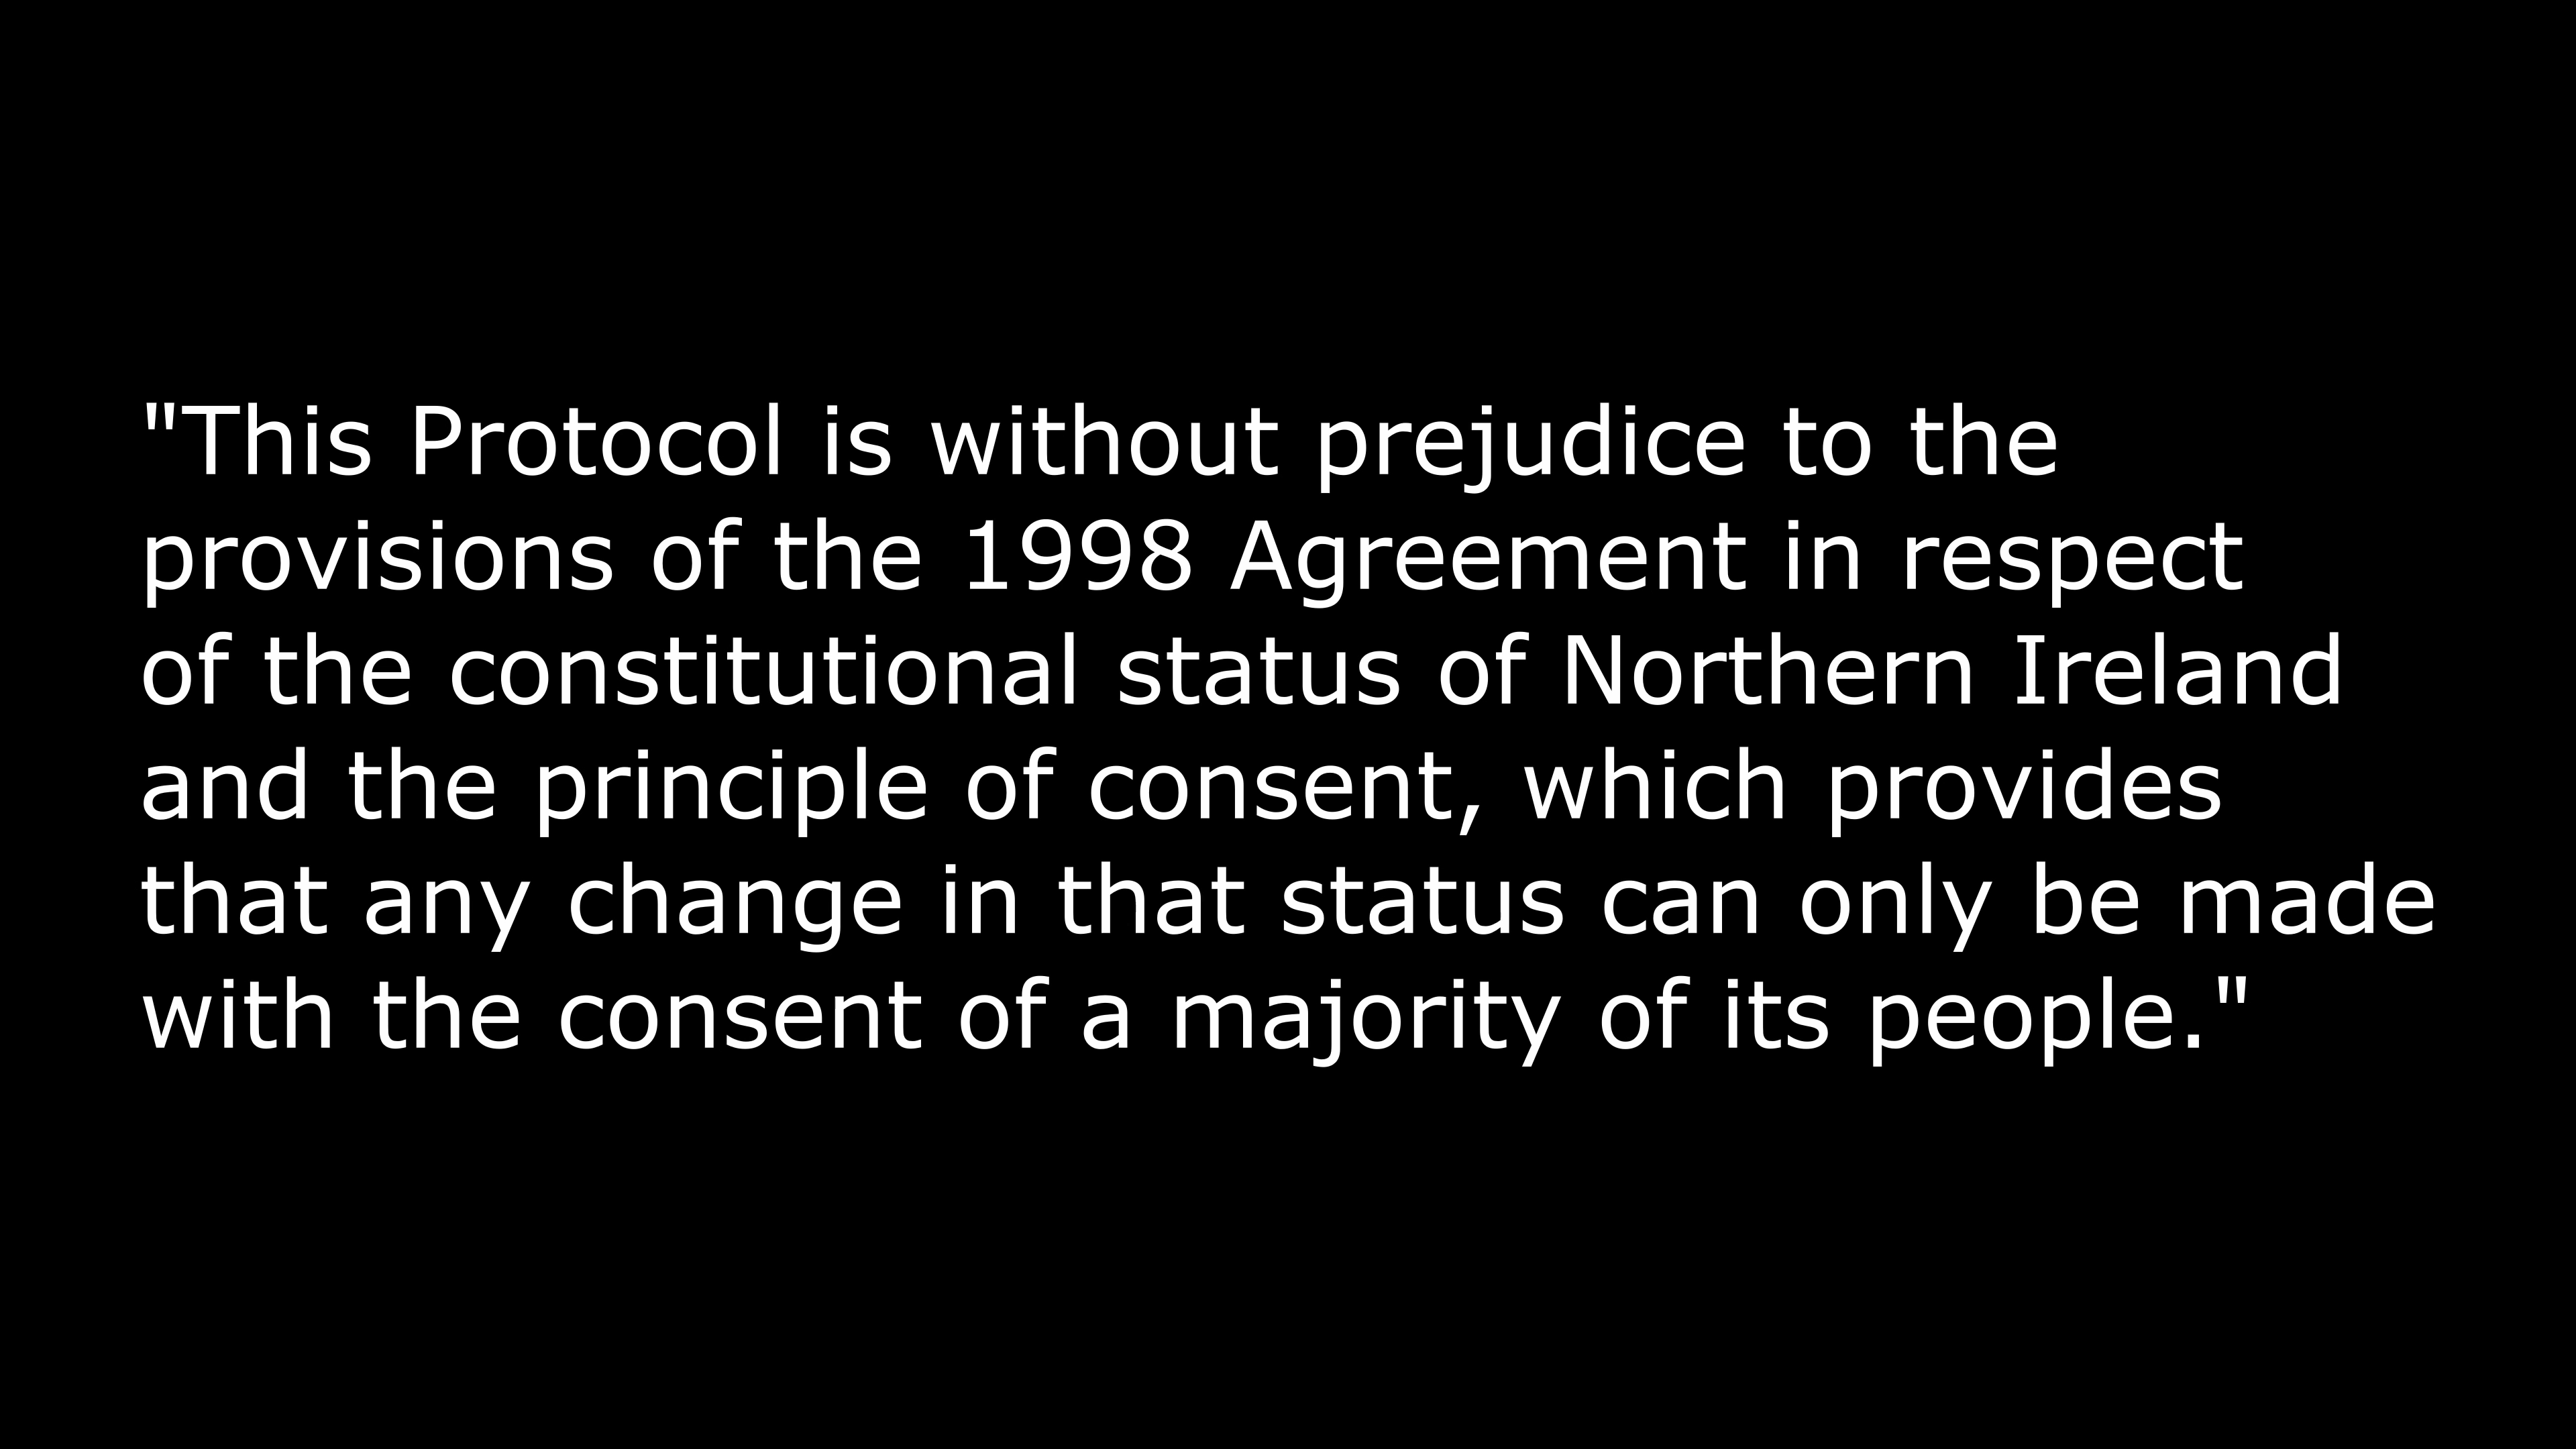 "This Protocol is without prejudice to the
provisions of the 1998 Agreement in respect
of the constitutional status of Northern Ireland
and the principle of consent, which provides
that any change in that status can only be made
with the consent of a majority of its people."